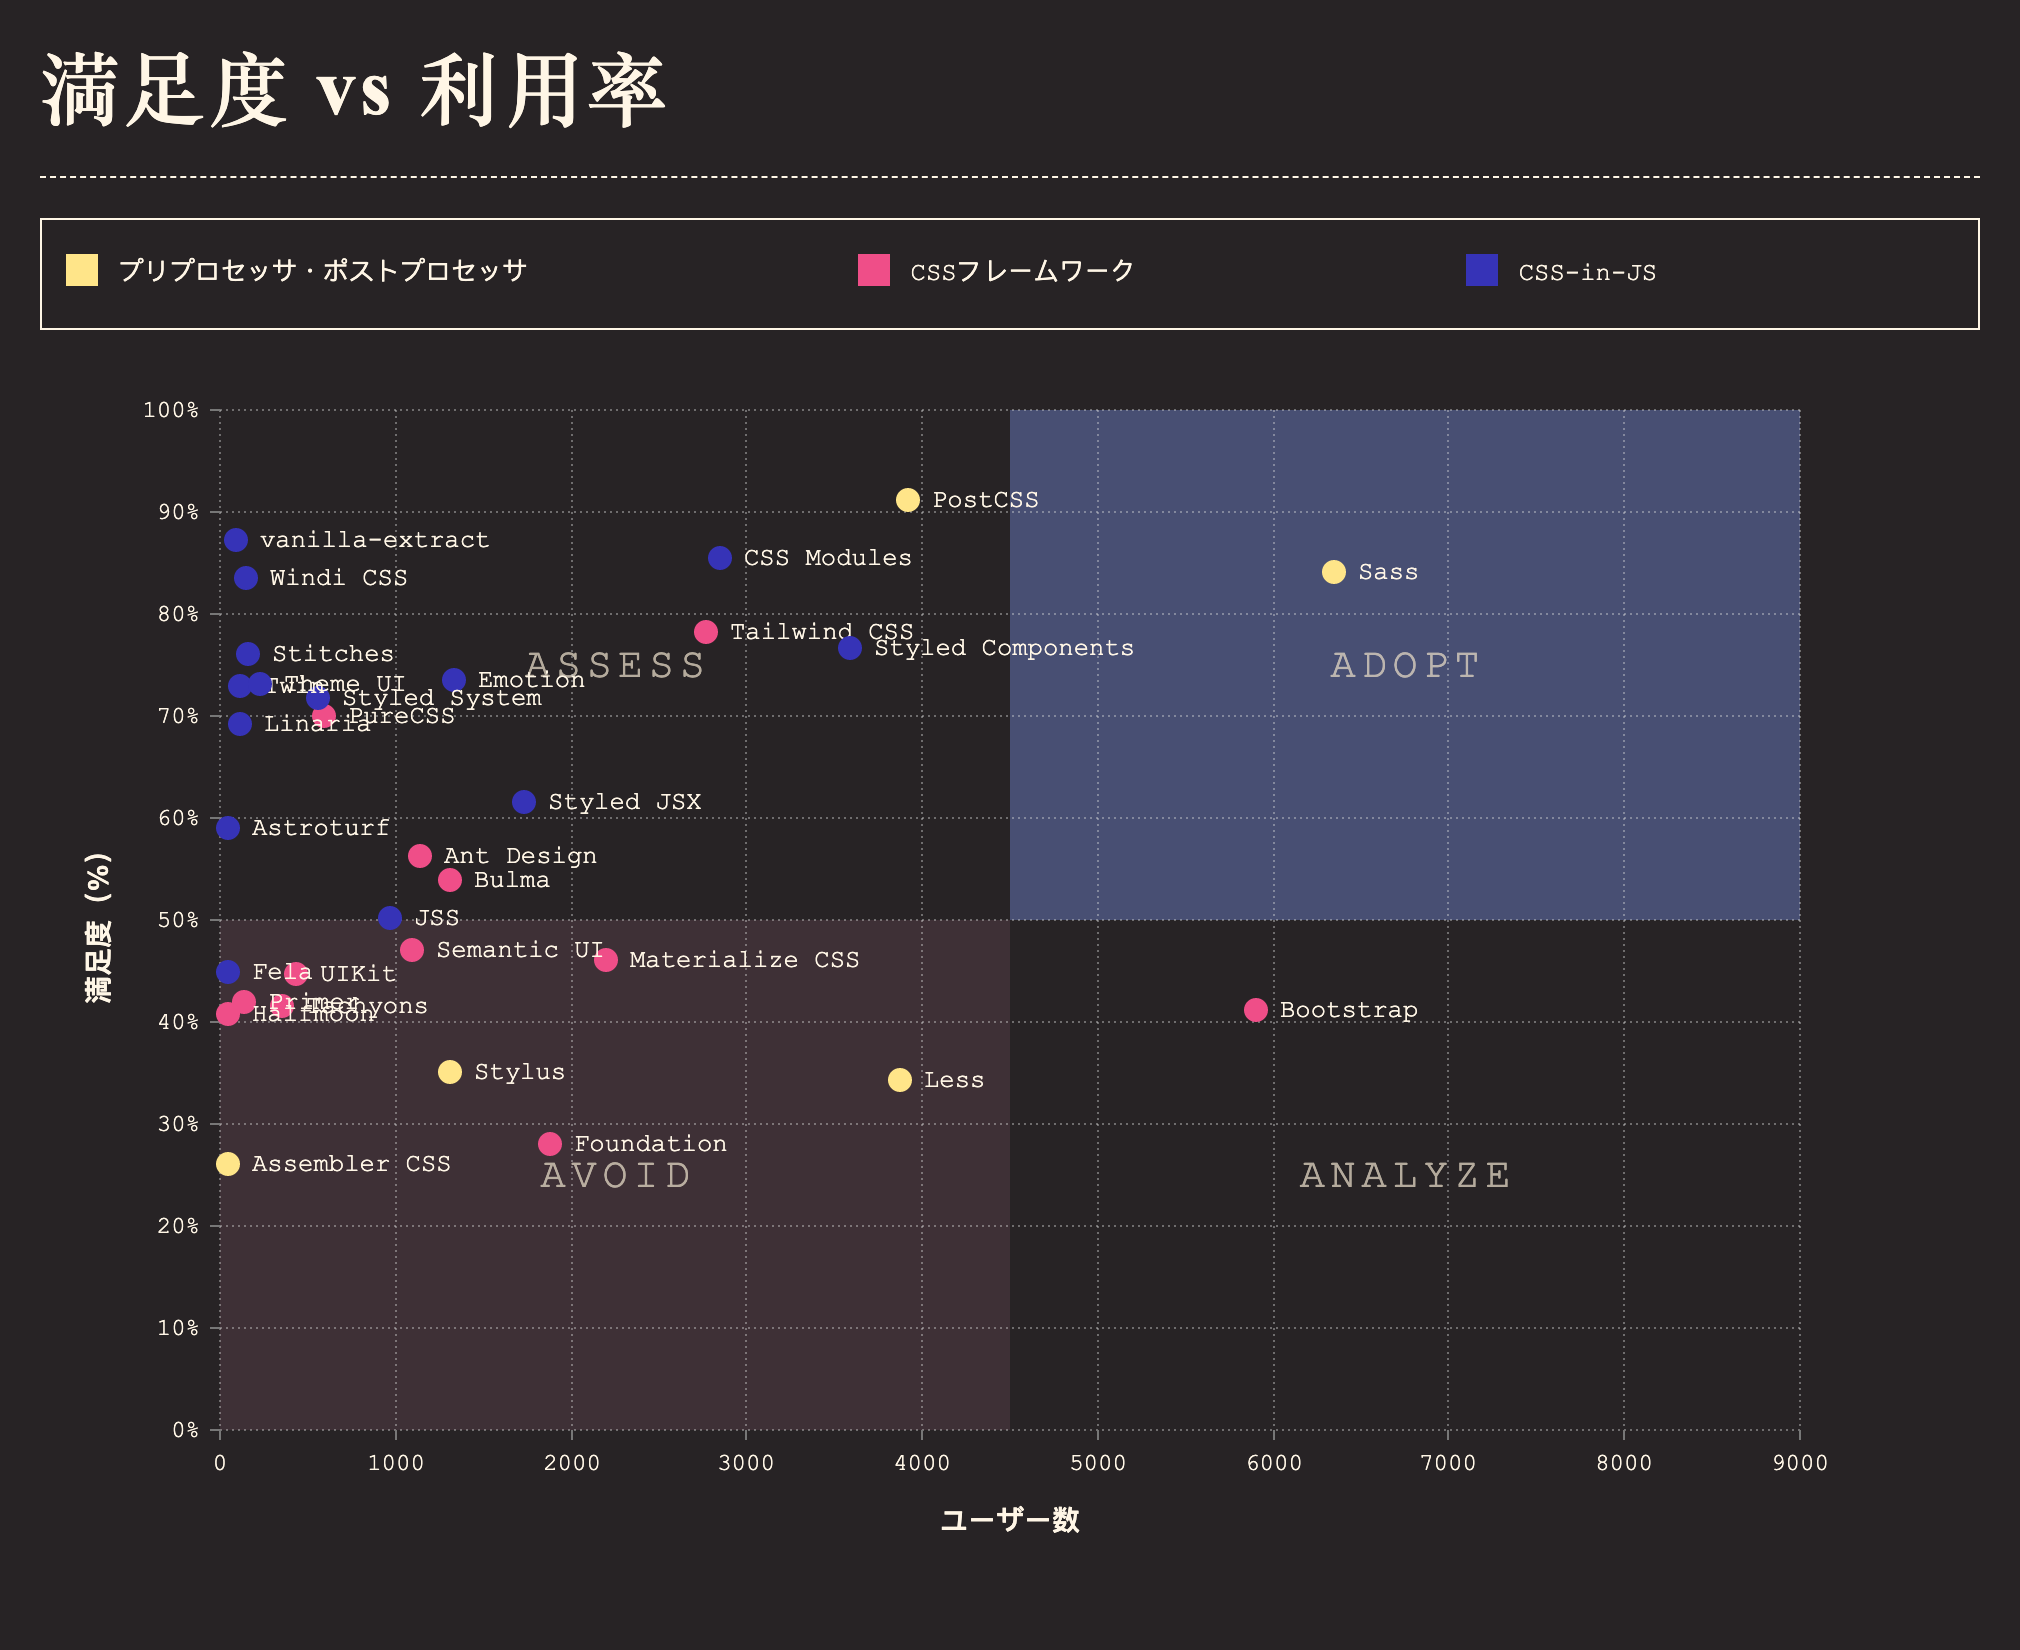 満足度 vs 利用率
プリプロセッサ・ポストプロセッサ
CSSフレームワーク
CSS-in-JS
100%
90%
80%
70%
60%
50%
40%
30%
20%
10%
0%
満足度 (%)
PostCSS
vanilla-extract
CSS Modules
Sass
Windi CSS
Tailwind CSS
Styled Components
Stitches
ASSESS
ADOPT
Emotion
Twin
Theme UI
Styled System
PureCSS
Linaria
Styled JSX
Astroturf
Ant Design
Bulma
JSS
Semantic UI
Materialize CSS
Fela
UIKit
Primer
Tachyons
Halfmoon
Bootstrap
Stylus
Less
Foundation
Assembler CSS
AVOID
ANALYZE
0
1000
2000
3000
4000
5000
6000
7000
8000
9000
ユーザー数